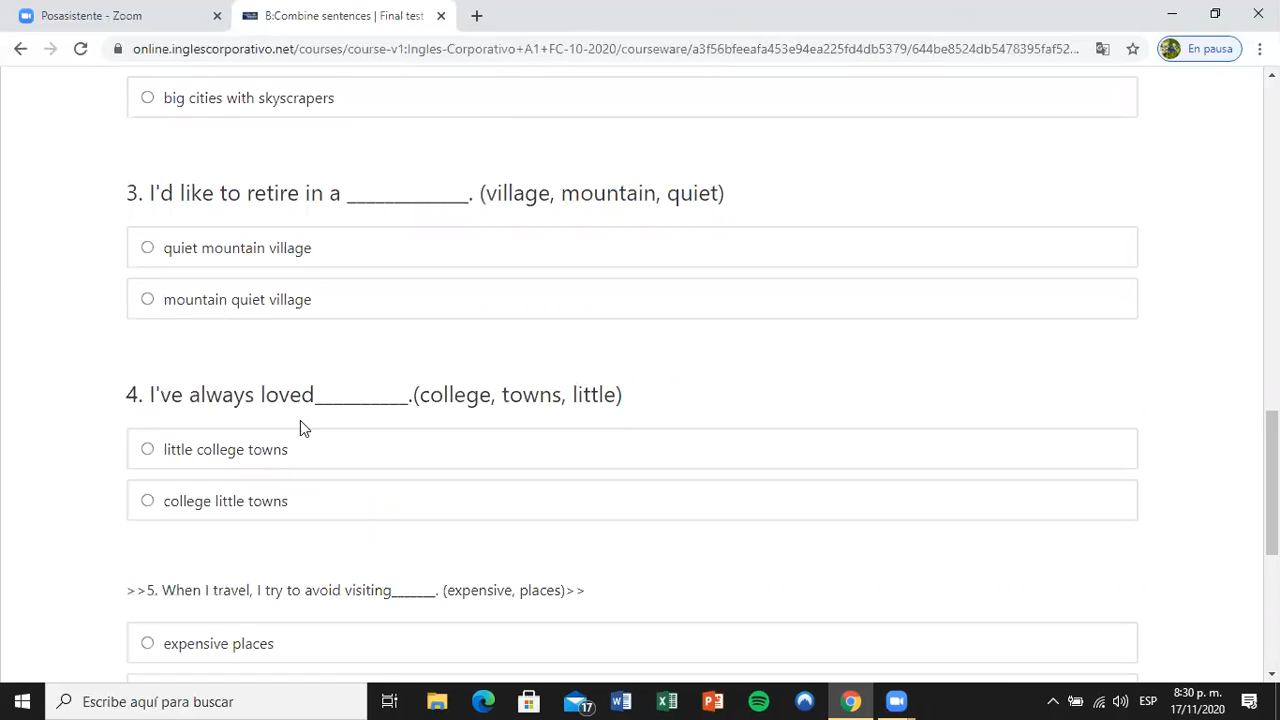 Posasistente - Zoom
B:Combine sentences | Final test
online.inglescorporativo.net/courses/course-v1:Ingles-Corporativo+A1+FC-10-2020/courseware/a3f56bfeeafa453e94ea225fd4db5379/644be8524db5478395faf52...
En pausa
big cities with skyscrapers
3. I'd like to retire in a ____________. (village, mountain, quiet)
quiet mountain village
mountain quiet village
4. I've always loved__________.(college, towns, little)
little college towns
college little towns
>>5. When I travel, I try to avoid visiting_______. (expensive, places)>>
expensive places
Escribe aquí para buscar
17
ESP
8:30 p. m.
17/11/2020